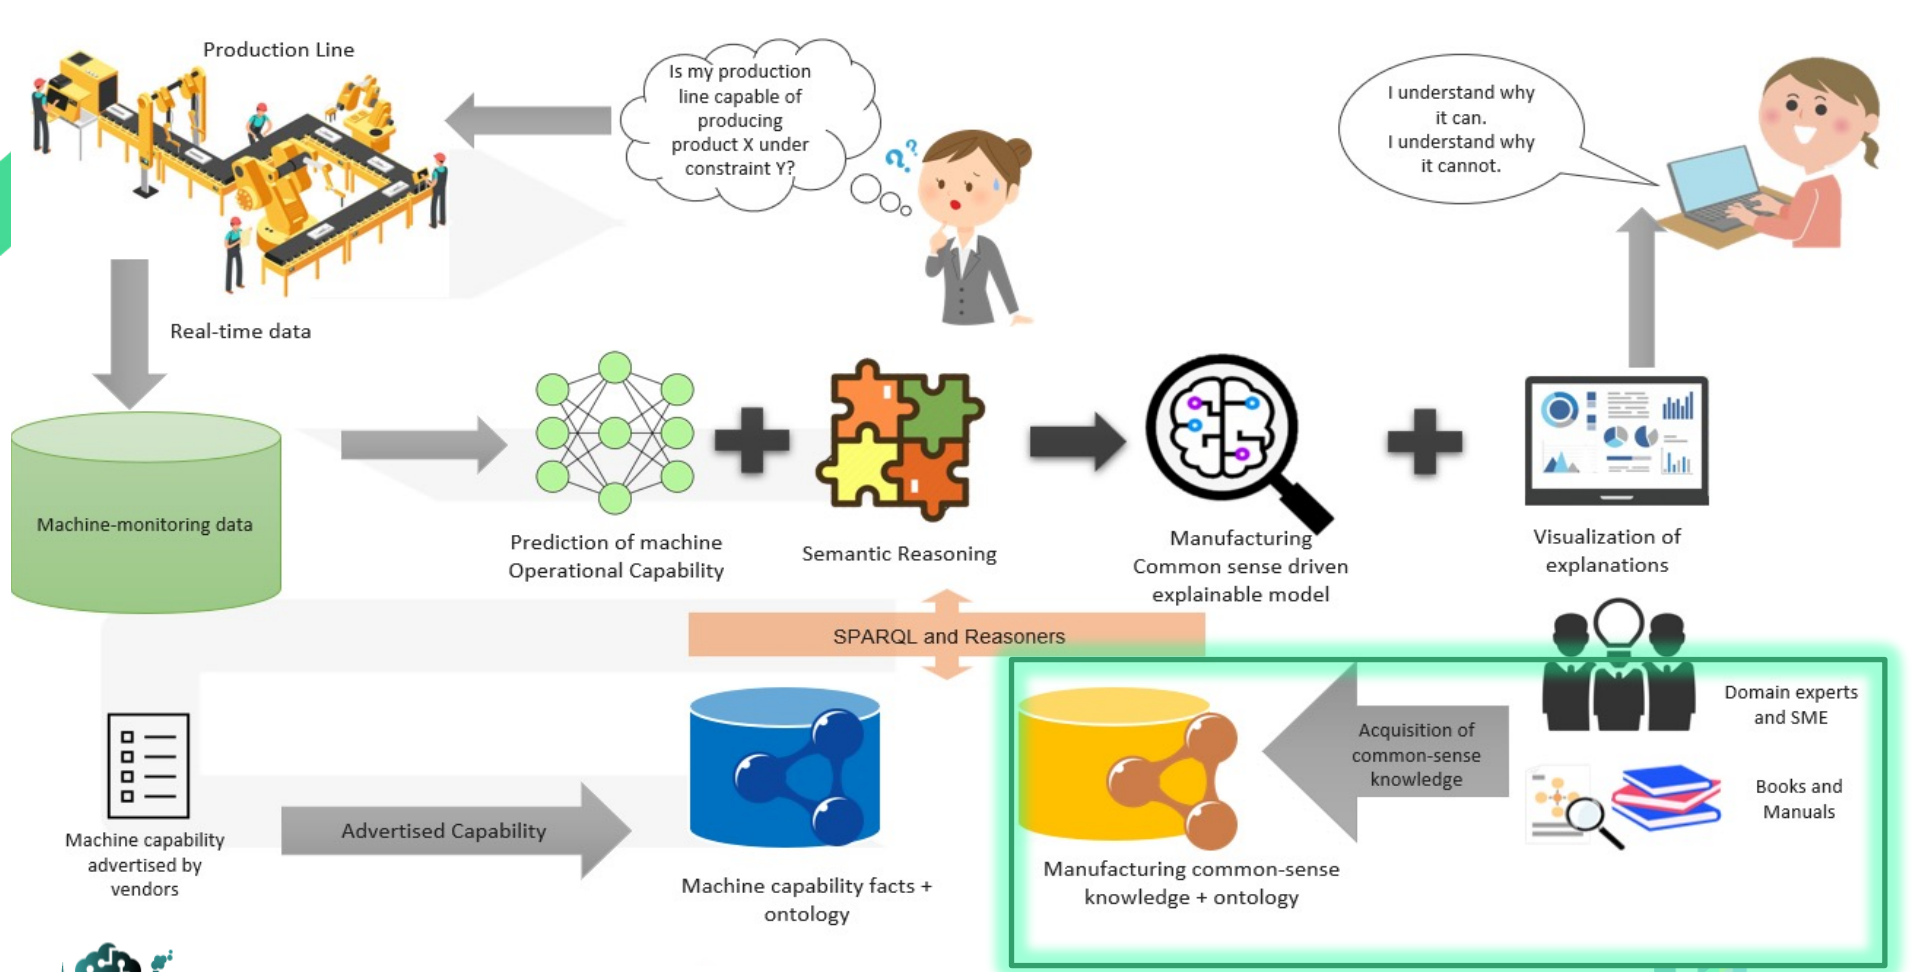 Production Line
Is my production
line capable of
producing
product X under
constraint Y?
??
I understand why
it can.
I understand why
it cannot.
Real-time data
Machine-monitoring data
Prediction of machine
Operational Capability
Semantic Reasoning
Manufacturing
Common sense driven
explainable model
Visualization of
explanations
SPARQL and Reasoners
Domain experts
and SME
Acquisition of
common-sense
knowledge
Books and
Manuals
Machine capability
advertised by
vendors
Advertised Capability
Machine capability facts +
ontology
Manufacturing common-sense
knowledge + ontology